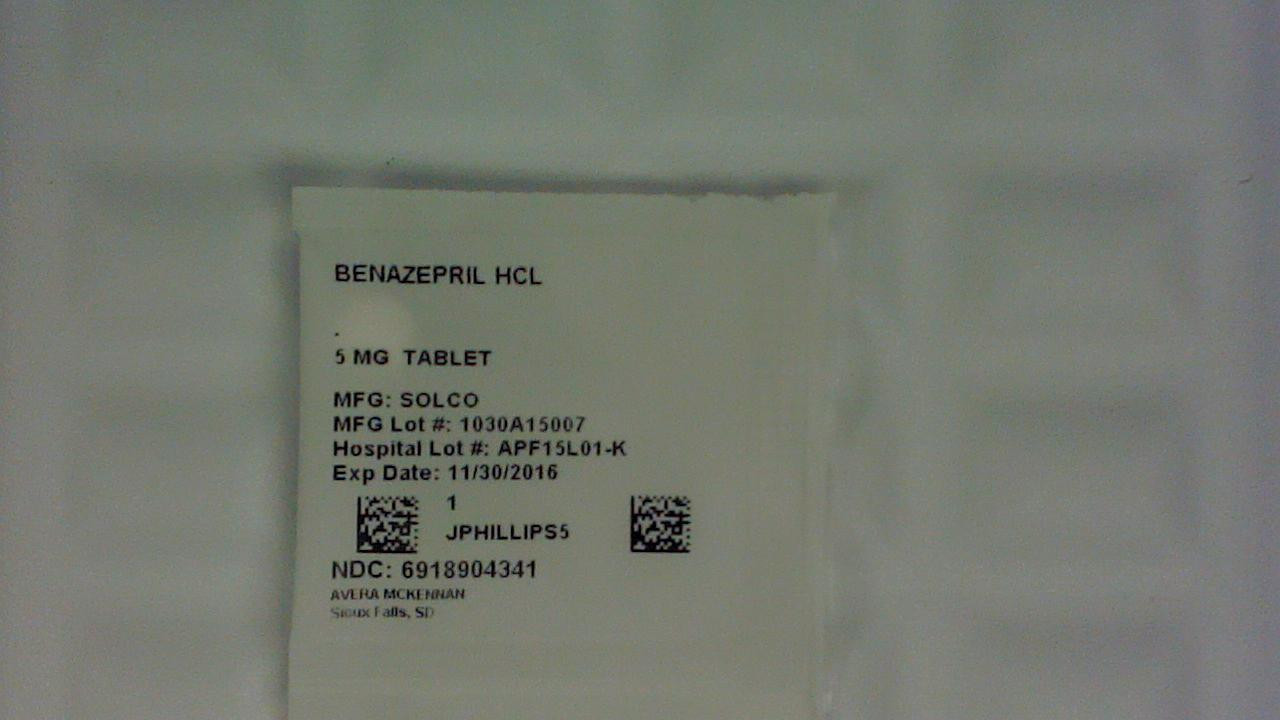 BENAZEPRIL HCL
.
5 MG TABLET
MFG: SOLCO
MFG Lot #: 1030A15007
Hospital Lot #: APF15L01-K
Exp Date: 11/30/2016
1
JPHILLIPS5
NDC: 6918904341
AVERA MCKENNAN
Sioux Falls, SD